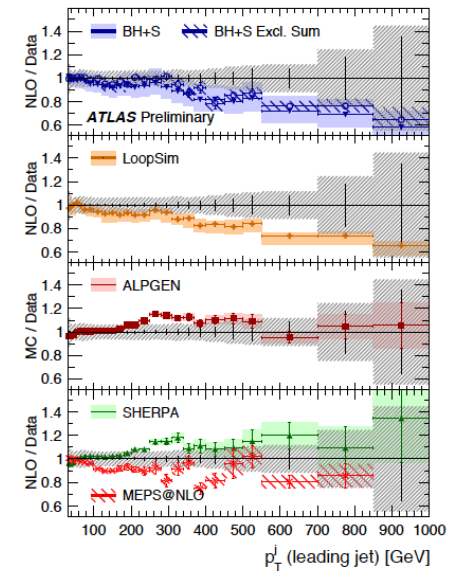 NLO / Data
1.4
1.2
1
0.8
0.6
BH+S
BH+S Excl. Sum
ATLAS Preliminary
NLO / Data
1.4
1.2
1
0.8
0.6
LoopSim
MC / Data
1.4
1.2
1
0.8
0.6
ALPGEN
NLO / Data
1.4
1.2
1
0.8
0.6
SHERPA
MEPS@NLO
100 200 300 400 500 600 700 800 900 1000
p_T^j (leading jet) [GeV]